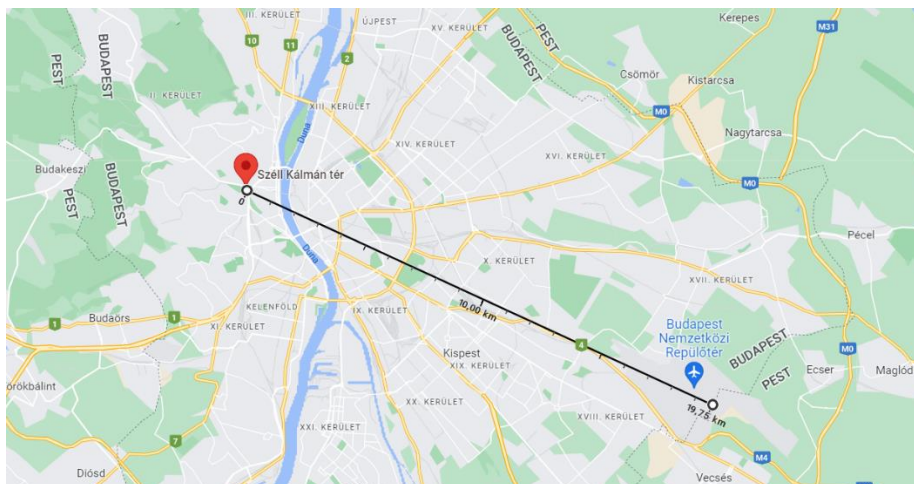 III. KERÜLET
ÚJPEST
XV. KERÜLET
Kerepes
M31
10
11
2
BUDAPEST
PEST
BUDAPEST
PEST
Csömör
Kistarcsa
II. KERÜLET
XIII. KERÜLET
M0
Duna
XIV. KERÜLET
Nagytarcsa
Budakeszi
BUDAPEST
PEST
Széll Kálmán tér
XVI. KERÜLET
M0
0
Pécel
Duna
X. KERÜLET
XVII. KERÜLET
KELENFÖLD
10,00 km
IX. KERÜLET
Budaörs
1
1
XI. KERÜLET
Budapest
Nemzetközi
Repülőtér
4
BUDAPEST
PEST
M0
Kispest
XIX. KERÜLET
Ecser
Maglód
örökbálint
XX. KERÜLET
19,75 km
XVIII. KERÜLET
XXI. KERÜLET
7
M4
Diósd
Vecsés